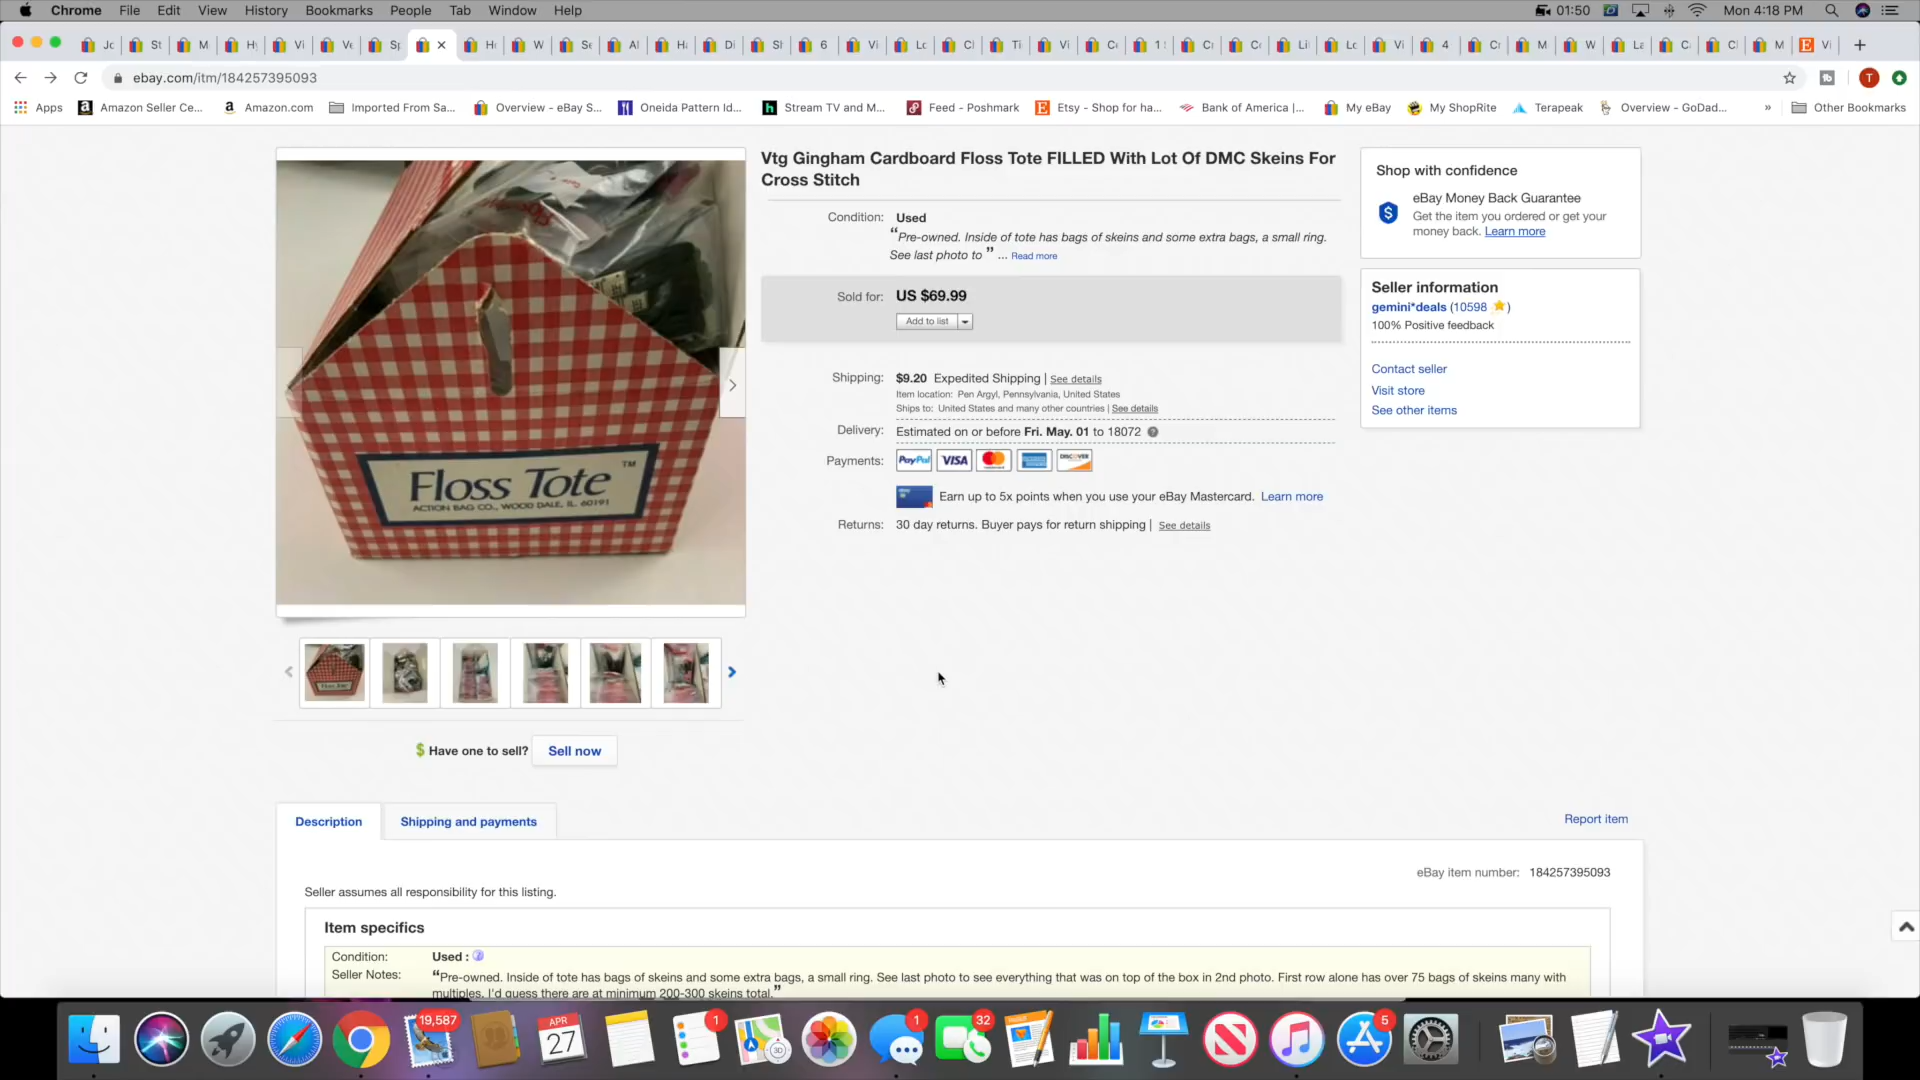 Chrome File Edit View History Bookmarks People Tab Window Help 01:50 Mon 4:18 PM
ebay.com/itm/184257395093
Apps Amazon Seller Ce... Amazon.com Imported From Sa... Overview - eBay S... Oneida Pattern Id... Stream TV and M... Feed - Poshmark Etsy - Shop for ha... Bank of America |... My eBay My ShopRite Terapeak Overview - GoDad... » Other Bookmarks
Vtg Gingham Cardboard Floss Tote FILLED With Lot Of DMC Skeins For
Cross Stitch
Condition: Used
“Pre-owned. Inside of tote has bags of skeins and some extra bags, a small ring.
See last photo to ” ... Read more
Sold for: US $69.99
Add to list
Shipping: $9.20 Expedited Shipping | See details
Item location: Pen Argyl, Pennsylvania, United States
Ships to: United States and many other countries | See details
Delivery: Estimated on or before Fri. May. 01 to 18072
Payments: PayPal VISA DISCOVER
Earn up to 5x points when you use your eBay Mastercard. Learn more
Returns: 30 day returns. Buyer pays for return shipping | See details
Shop with confidence
eBay Money Back Guarantee
Get the item you ordered or get your
money back. Learn more
Seller information
gemini*deals (10598 )
100% Positive feedback
Contact seller
Visit store
See other items
Floss Tote ™
ACTION BAG CO., WOOD DALE, IL. 60191
Have one to sell? Sell now
Description Shipping and payments Report item
eBay item number: 184257395093
Seller assumes all responsibility for this listing.
Item specifics
Condition: Used :
Seller Notes: “Pre-owned. Inside of tote has bags of skeins and some extra bags, a small ring. See last photo to see everything that was on top of the box in 2nd photo. First row alone has over 75 bags of skeins many with
multiples. I'd guess there are at minimum 200-300 skeins total.”
19,587 APR 27 1 1 32 5